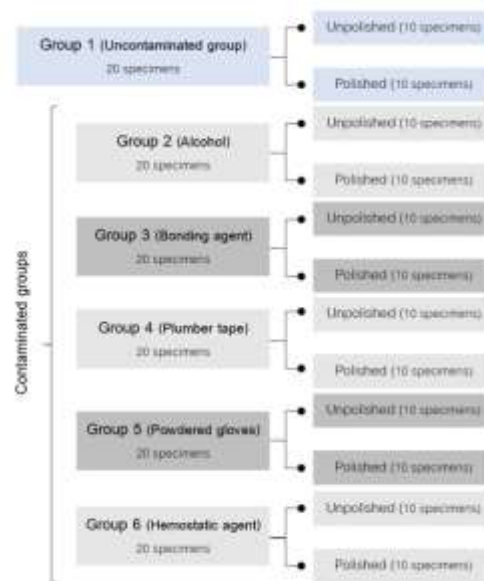 Group 1 (Uncontaminated group)
20 specimens
Unpolished (10 specimens)
Polished (10 specimens)
Contaminated groups
Group 2 (Alcohol)
20 specimens
Unpolished (10 specimens)
Polished (10 specimens)
Group 3 (Bonding agent)
20 specimens
Unpolished (10 specimens)
Polished (10 specimens)
Group 4 (Plumber tape)
20 specimens
Unpolished (10 specimens)
Polished (10 specimens)
Group 5 (Powdered gloves)
20 specimens
Unpolished (10 specimens)
Polished (10 specimens)
Group 6 (Hemostatic agent)
20 specimens
Unpolished (10 specimens)
Polished (10 specimens)